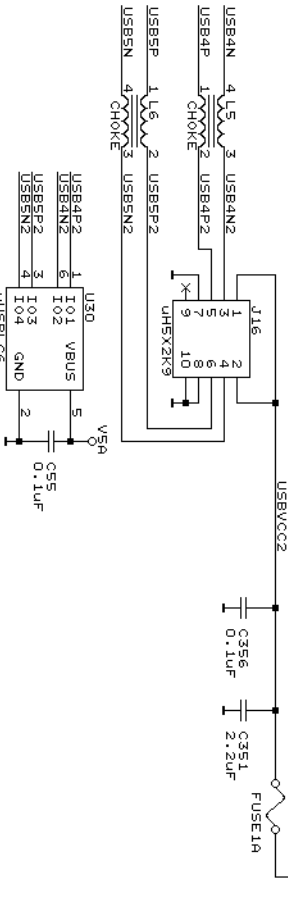 USBVCC2
C356
0.1uF
C351
2.2uF
FUSE1A
USB4N
4
L5
3
USB4N2
USB4P
1
2
USB4P2
CHOKE
J16
1 2
3 4
5 6
7 8
9 10
uH5X2K9
USB5P
1
L6
2
USB5P2
USB5N
4
3
USB5N2
CHOKE
V5A
U30
USB4P2
1
IO1
VBUS
5
USB4N2
6
IO2
USB5P2
3
IO3
USB5N2
4
IO4
GND
2
C55
0.1uF